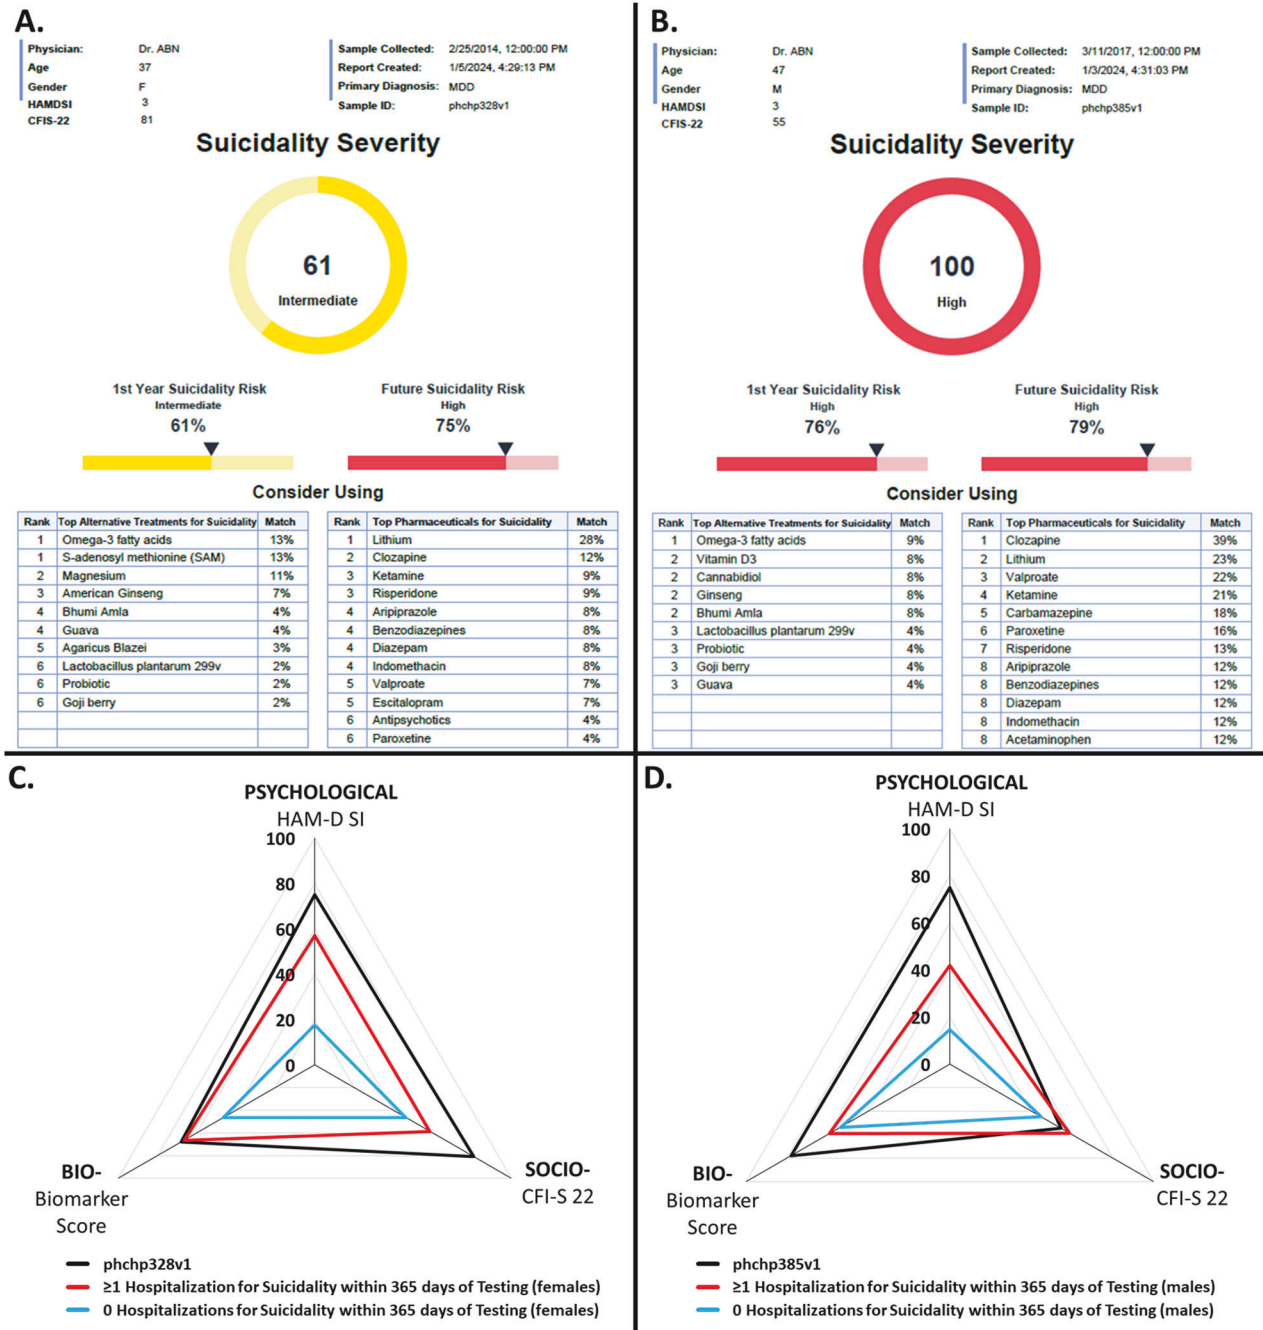 A.
Physician: Dr. ABN
Age 37
Gender F
HAMDSI 3
CFIS-22 81
Sample Collected: 2/25/2014, 12:00:00 PM
Report Created: 1/5/2024, 4:29:13 PM
Primary Diagnosis: MDD
Sample ID: phchp328v1
Suicidality Severity
61
Intermediate
1st Year Suicidality Risk
Intermediate
61%
Future Suicidality Risk
High
75%
Consider Using
Rank Top Alternative Treatments for Suicidality Match
1 Omega-3 fatty acids 13%
1 S-adenosyl methionine (SAM) 13%
2 Magnesium 11%
3 American Ginseng 7%
4 Bhumi Amla 4%
4 Guava 4%
5 Agaricus Blazei 3%
6 Lactobacillus plantarum 299v 2%
6 Probiotic 2%
6 Goji berry 2%
Rank Top Pharmaceuticals for Suicidality Match
1 Lithium 28%
2 Clozapine 12%
3 Ketamine 9%
3 Risperidone 9%
4 Aripiprazole 8%
4 Benzodiazepines 8%
4 Diazepam 8%
4 Indomethacin 8%
5 Valproate 7%
5 Escitalopram 7%
6 Antipsychotics 4%
6 Paroxetine 4%
B.
Physician: Dr. ABN
Age 47
Gender M
HAMDSI 3
CFIS-22 55
Sample Collected: 3/11/2017, 12:00:00 PM
Report Created: 1/3/2024, 4:31:03 PM
Primary Diagnosis: MDD
Sample ID: phchp385v1
Suicidality Severity
100
High
1st Year Suicidality Risk
High
76%
Future Suicidality Risk
High
79%
Consider Using
Rank Top Alternative Treatments for Suicidality Match
1 Omega-3 fatty acids 9%
2 Vitamin D3 8%
2 Cannabidiol 8%
2 Ginseng 8%
2 Bhumi Amla 8%
3 Lactobacillus plantarum 299v 4%
3 Probiotic 4%
3 Goji berry 4%
3 Guava 4%
Rank Top Pharmaceuticals for Suicidality Match
1 Clozapine 39%
2 Lithium 23%
3 Valproate 22%
4 Ketamine 21%
5 Carbamazepine 18%
6 Paroxetine 16%
7 Risperidone 13%
8 Aripiprazole 12%
8 Benzodiazepines 12%
8 Diazepam 12%
8 Indomethacin 12%
8 Acetaminophen 12%
C.
PSYCHOLOGICAL
HAM-D SI
100
80
60
40
20
0
BIO-
Biomarker
Score
SOCIO-
CFI-S 22
phchp328v1
≥1 Hospitalization for Suicidality within 365 days of Testing (females)
0 Hospitalizations for Suicidality within 365 days of Testing (females)
D.
PSYCHOLOGICAL
HAM-D SI
100
80
60
40
20
0
BIO-
Biomarker
Score
SOCIO-
CFI-S 22
phchp385v1
≥1 Hospitalization for Suicidality within 365 days of Testing (males)
0 Hospitalizations for Suicidality within 365 days of Testing (males)